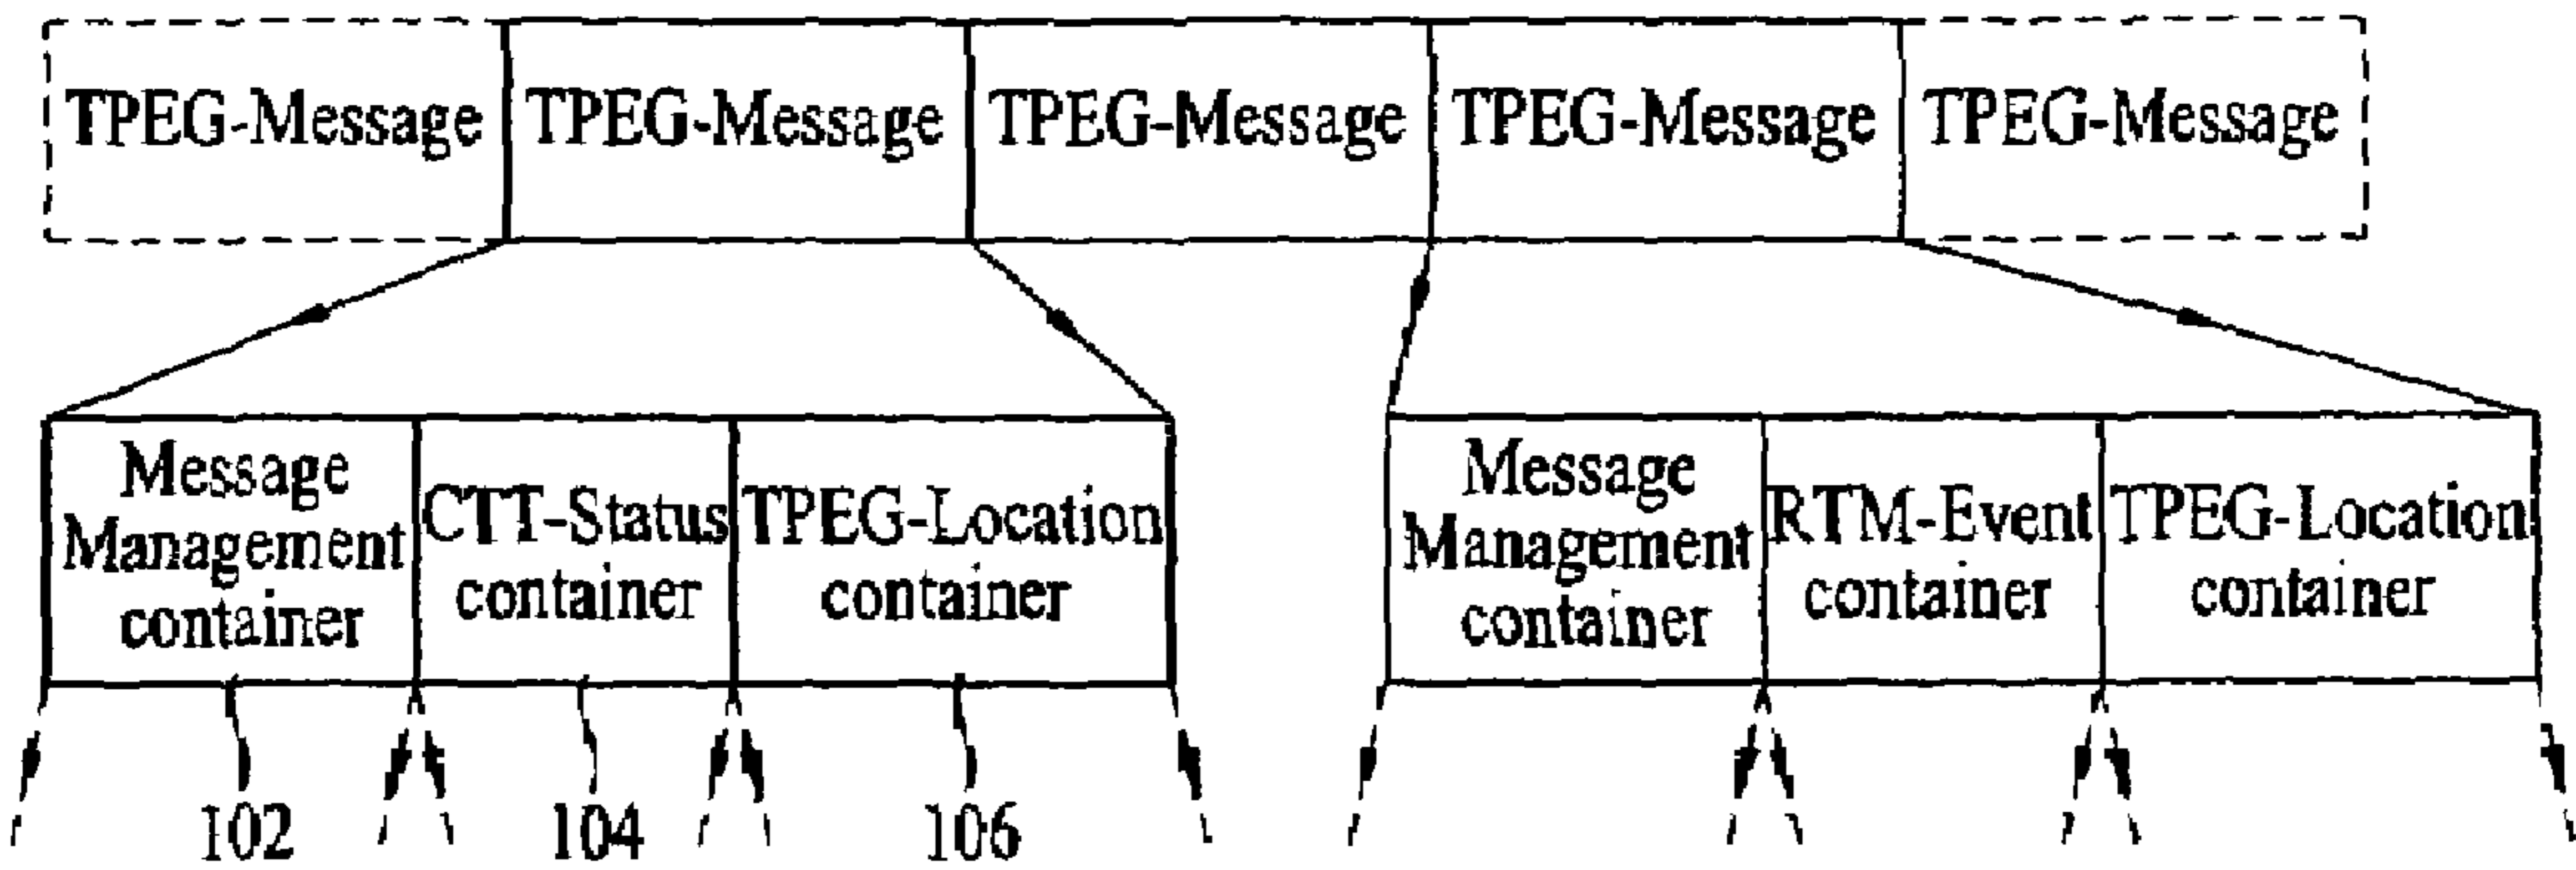 TPEG-Message TPEG-Message TPEG-Message TPEG-Message TPEG-Message
Message
Management
container
CTT-Status
container
TPEG-Location
container
Message
Management
container
RTM-Event
container
TPEG-Location
container
102 104 106